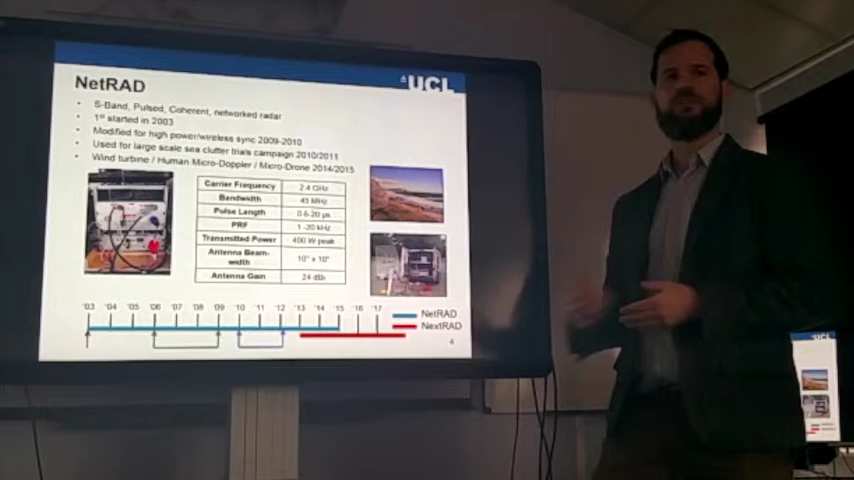 UCL
NetRAD
S-Band, Pulsed, Coherent, networked radar
1st started in 2003
Modified for high power/wireless sync 2009-2010
Used for large scale sea clutter trials campaign 2010/2011
Wind turbine / Human Micro-Doppler / Micro-Drone 2014/2015
Carrier Frequency 2.4 GHz
Bandwidth 45 MHz
Pulse Length 0.6-20 µs
PRF 1-20 kHz
Transmitted Power 400 W peak
Antenna Beam-
width 10° x 10°
Antenna Gain 24 dBi
'03 '04 '05 '06 '07 '08 '09 '10 '11 '12 '13 '14 '15 '16 '17
NetRAD
NextRAD
4
UCL